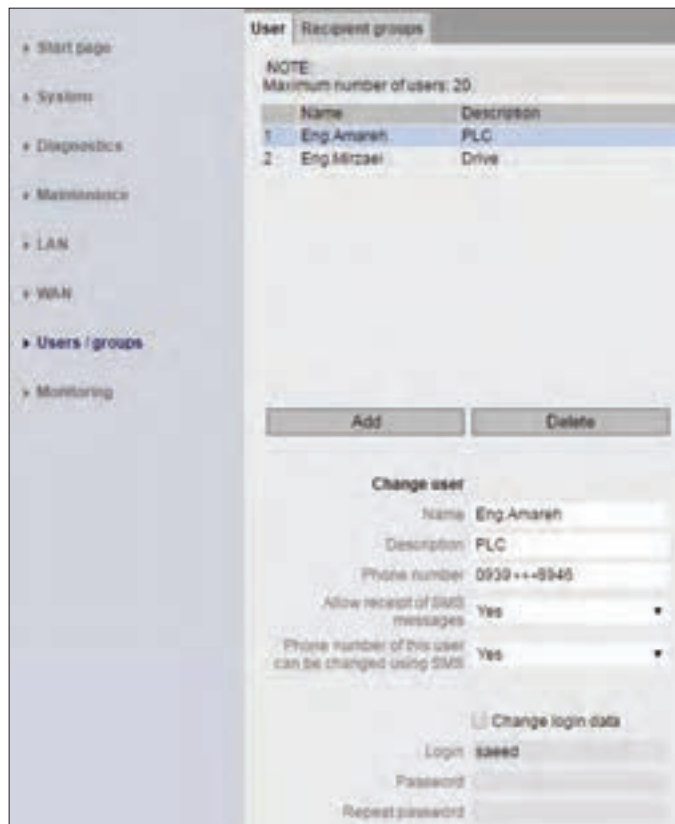 Start page
System
Diagnostics
Maintenance
LAN
WAN
Users / groups
Monitoring
User
Recipient groups
NOTE:
Maximum number of users: 20.
Name Description
1 Eng.Amareh PLC
2 Eng.Mirzaei Drive
Add
Delete
Change user
Name Eng.Amareh
Description PLC
Phone number 0939+++8946
Allow receipt of SMS
messages Yes
Phone number of this user
can be changed using SMS Yes
Change login data
Login saeed
Password
Repeat password